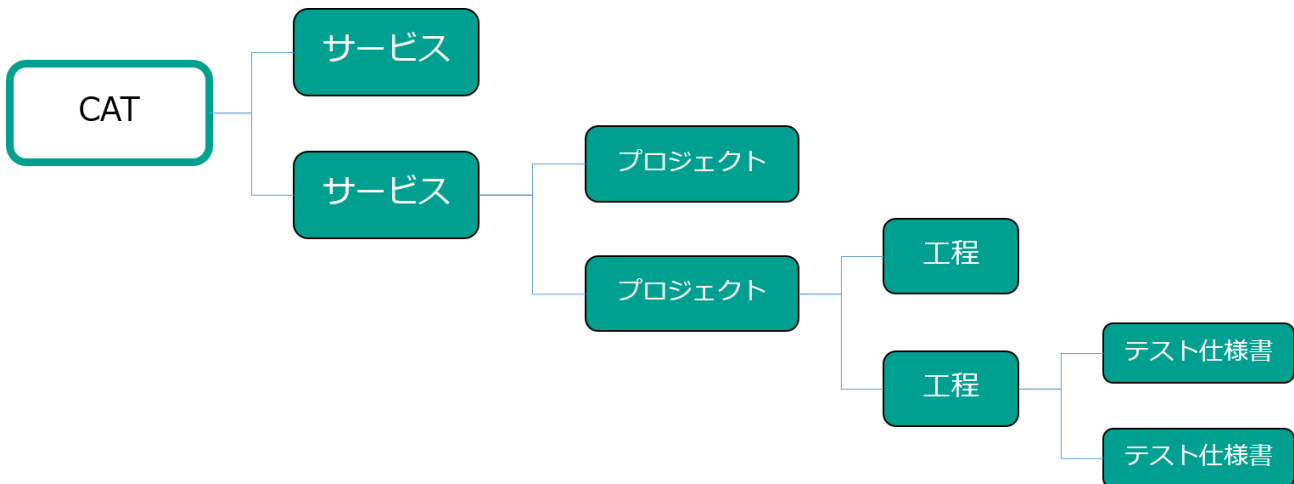 CAT
サービス
サービス
プロジェクト
プロジェクト
工程
工程
テスト仕様書
テスト仕様書